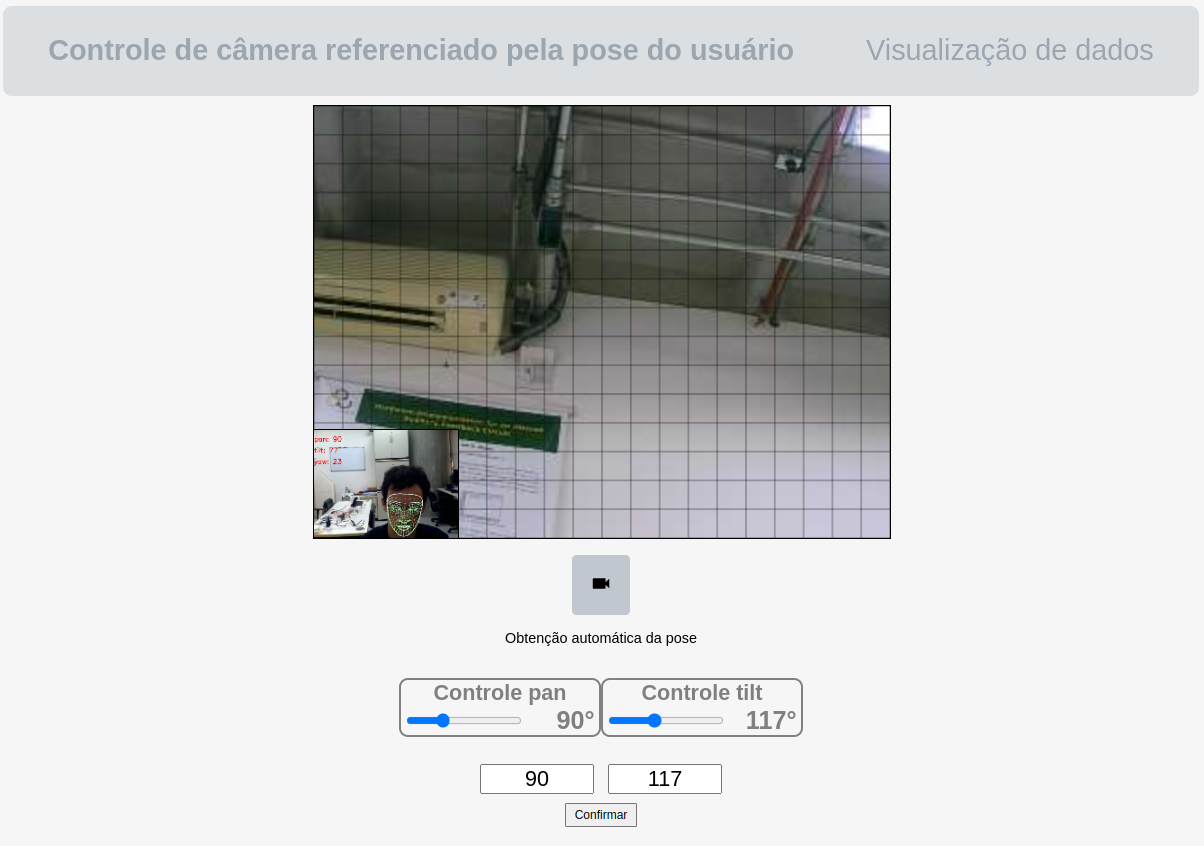 Controle de câmera referenciado pela pose do usuário
Visualização de dados
pan: 90
tilt: 77
yaw: 23
Obtenção automática da pose
Controle pan
90°
Controle tilt
117°
90
117
Confirmar